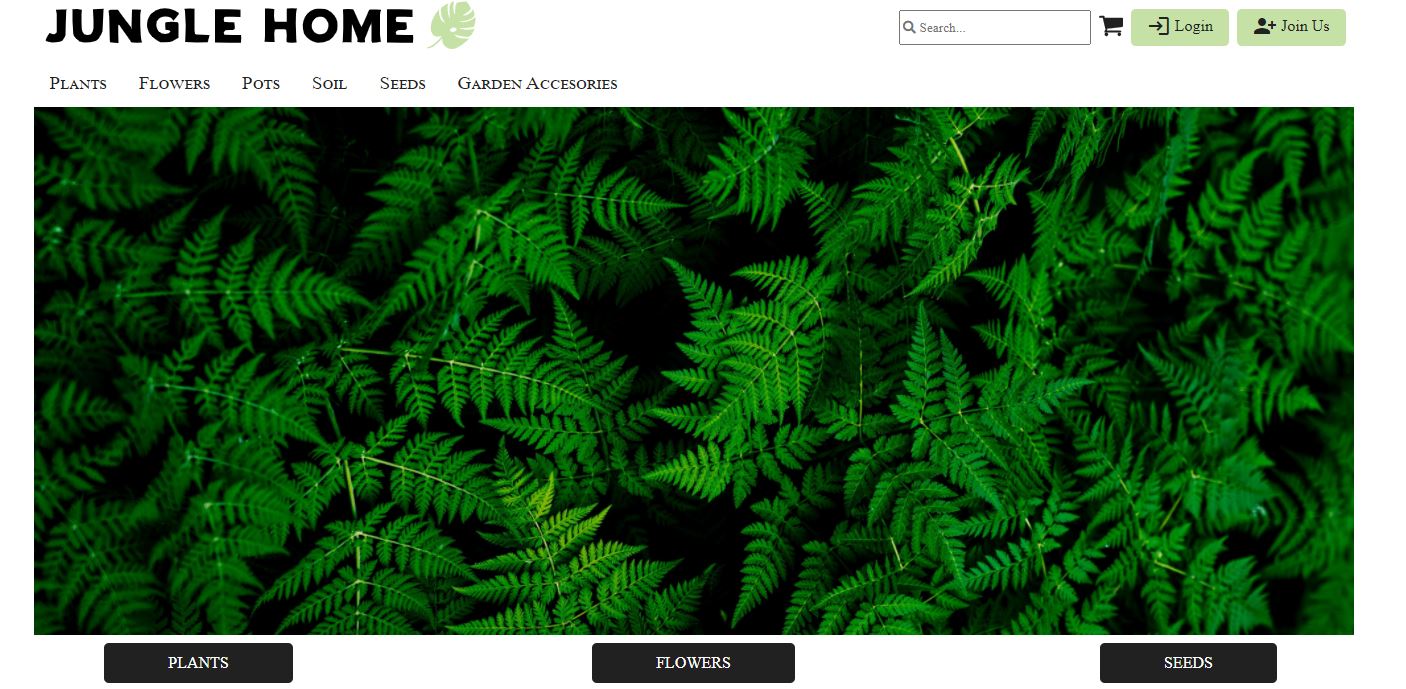 JUNGLE HOME
Search...
Login
Join Us
Plants Flowers Pots Soil Seeds Garden Accesories
PLANTS FLOWERS SEEDS